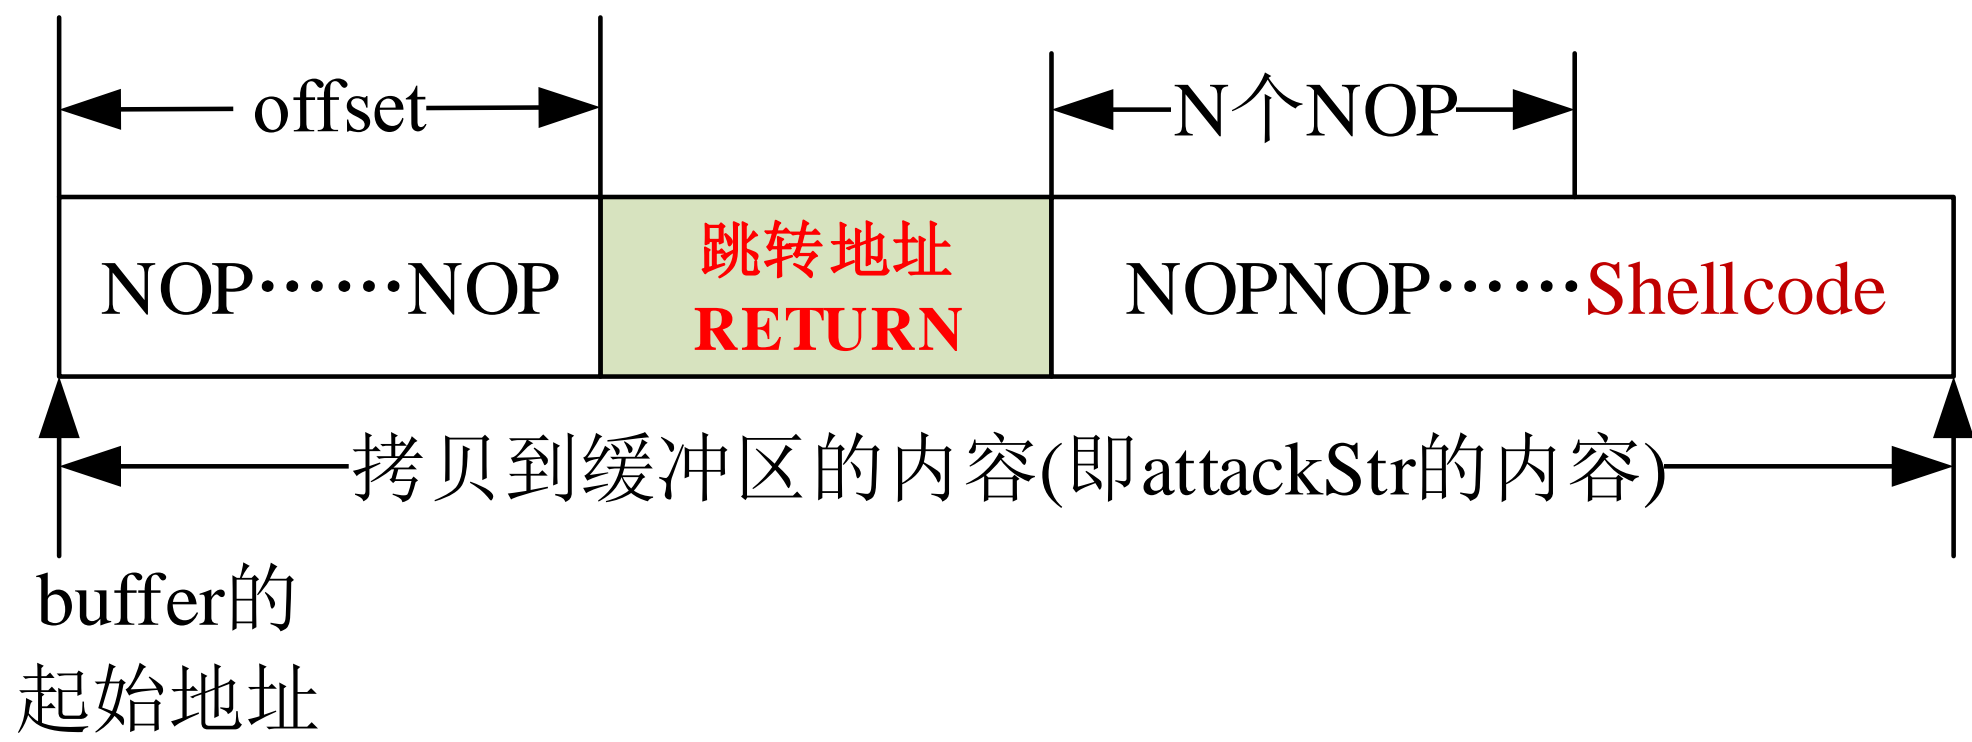 offset
N个NOP
NOP……NOP
跳转地址
RETURN
NOPNOP……Shellcode
拷贝到缓冲区的内容(即attackStr的内容)
buffer的
起始地址